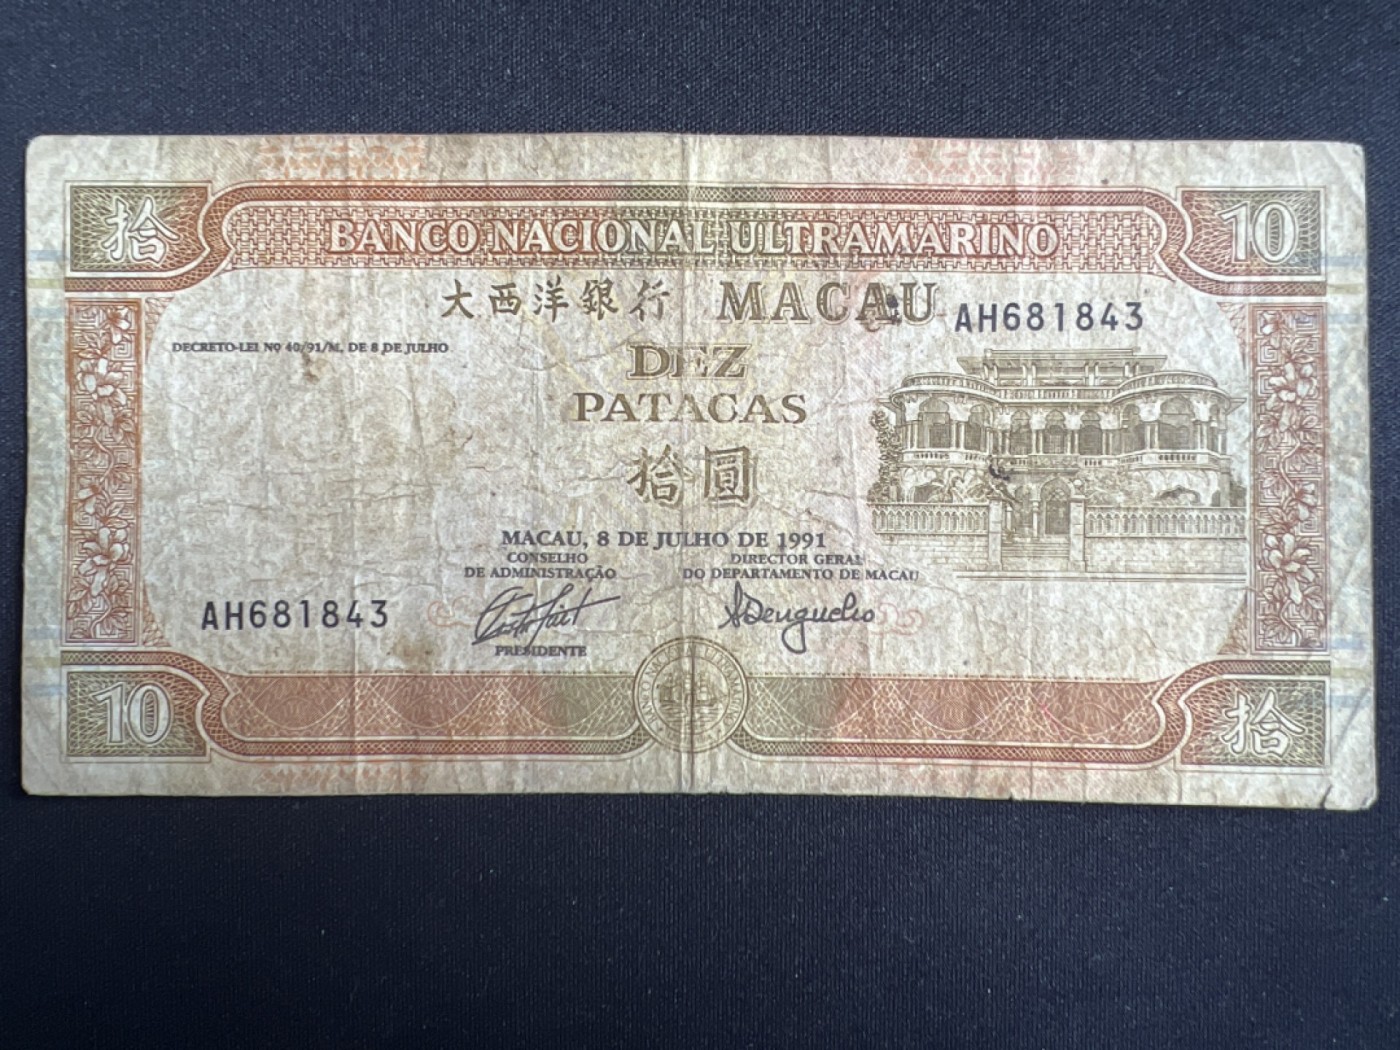 拾
BANCO NACIONAL ULTRAMARINO
10
大西洋銀行 MACAU
AH681843
DECRETO-LEI Nº 40/91/M, DE 8 DE JULHO
DEZ
PATACAS
拾圓
MACAU, 8 DE JULHO DE 1991
CONSELHO
DE ADMINISTRAÇÃO
DIRECTOR GERAL
DO DEPARTAMENTO DE MACAU
AH681843
PRESIDENTE
10
拾